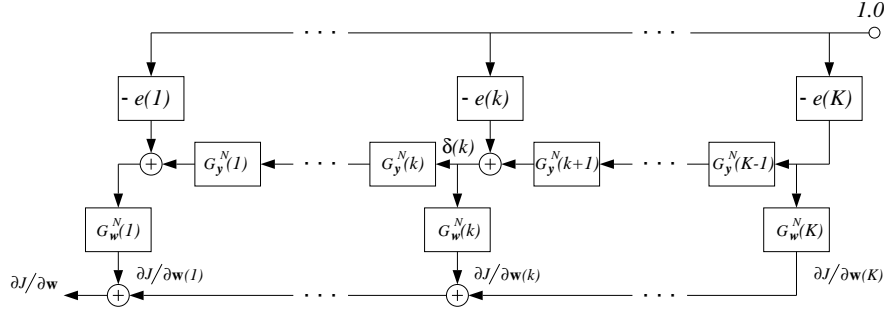 1.0
. . . . . .
- e(1) - e(k) - e(K)
δ(k)
+ G_y^N(1) . . . G_y^N(k) + G_y^N(k+1) . . . G_y^N(K-1)
G_w^N(1) G_w^N(k) G_w^N(K)
∂J/∂w ∂J/∂w(1) ∂J/∂w(k) ∂J/∂w(K)
+ . . . + . . .